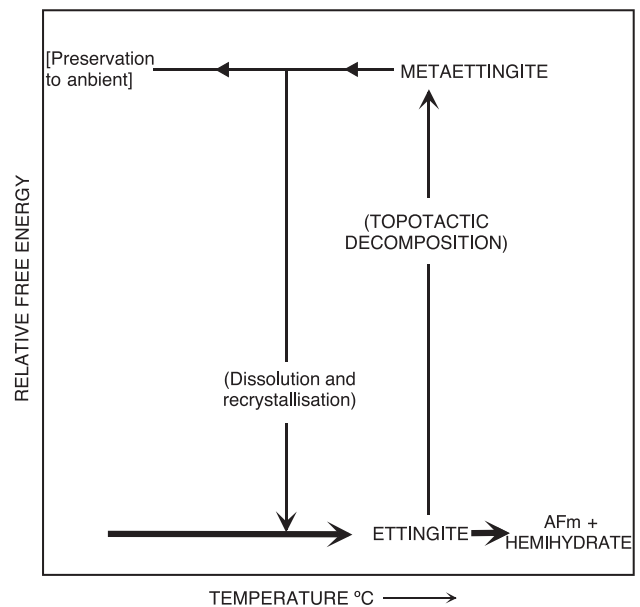 [Preservation
to anbient]
METAETTINGITE
(TOPOTACTIC
DECOMPOSITION)
RELATIVE FREE ENERGY
(Dissolution and
recrystallisation)
ETTINGITE
AFm +
HEMIHYDRATE
TEMPERATURE ºC